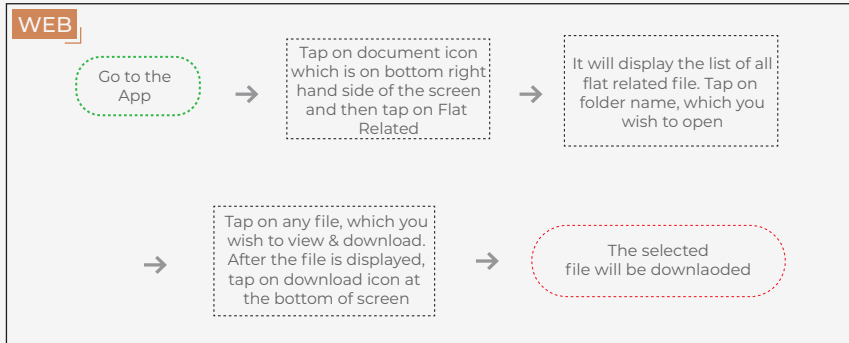 WEB
Go to the
App
Tap on document icon
which is on bottom right
hand side of the screen
and then tap on Flat
Related
It will display the list of all
flat related file. Tap on
folder name, which you
wish to open
Tap on any file, which you
wish to view & download.
After the file is displayed,
tap on download icon at
the bottom of screen
The selected
file will be downlaoded